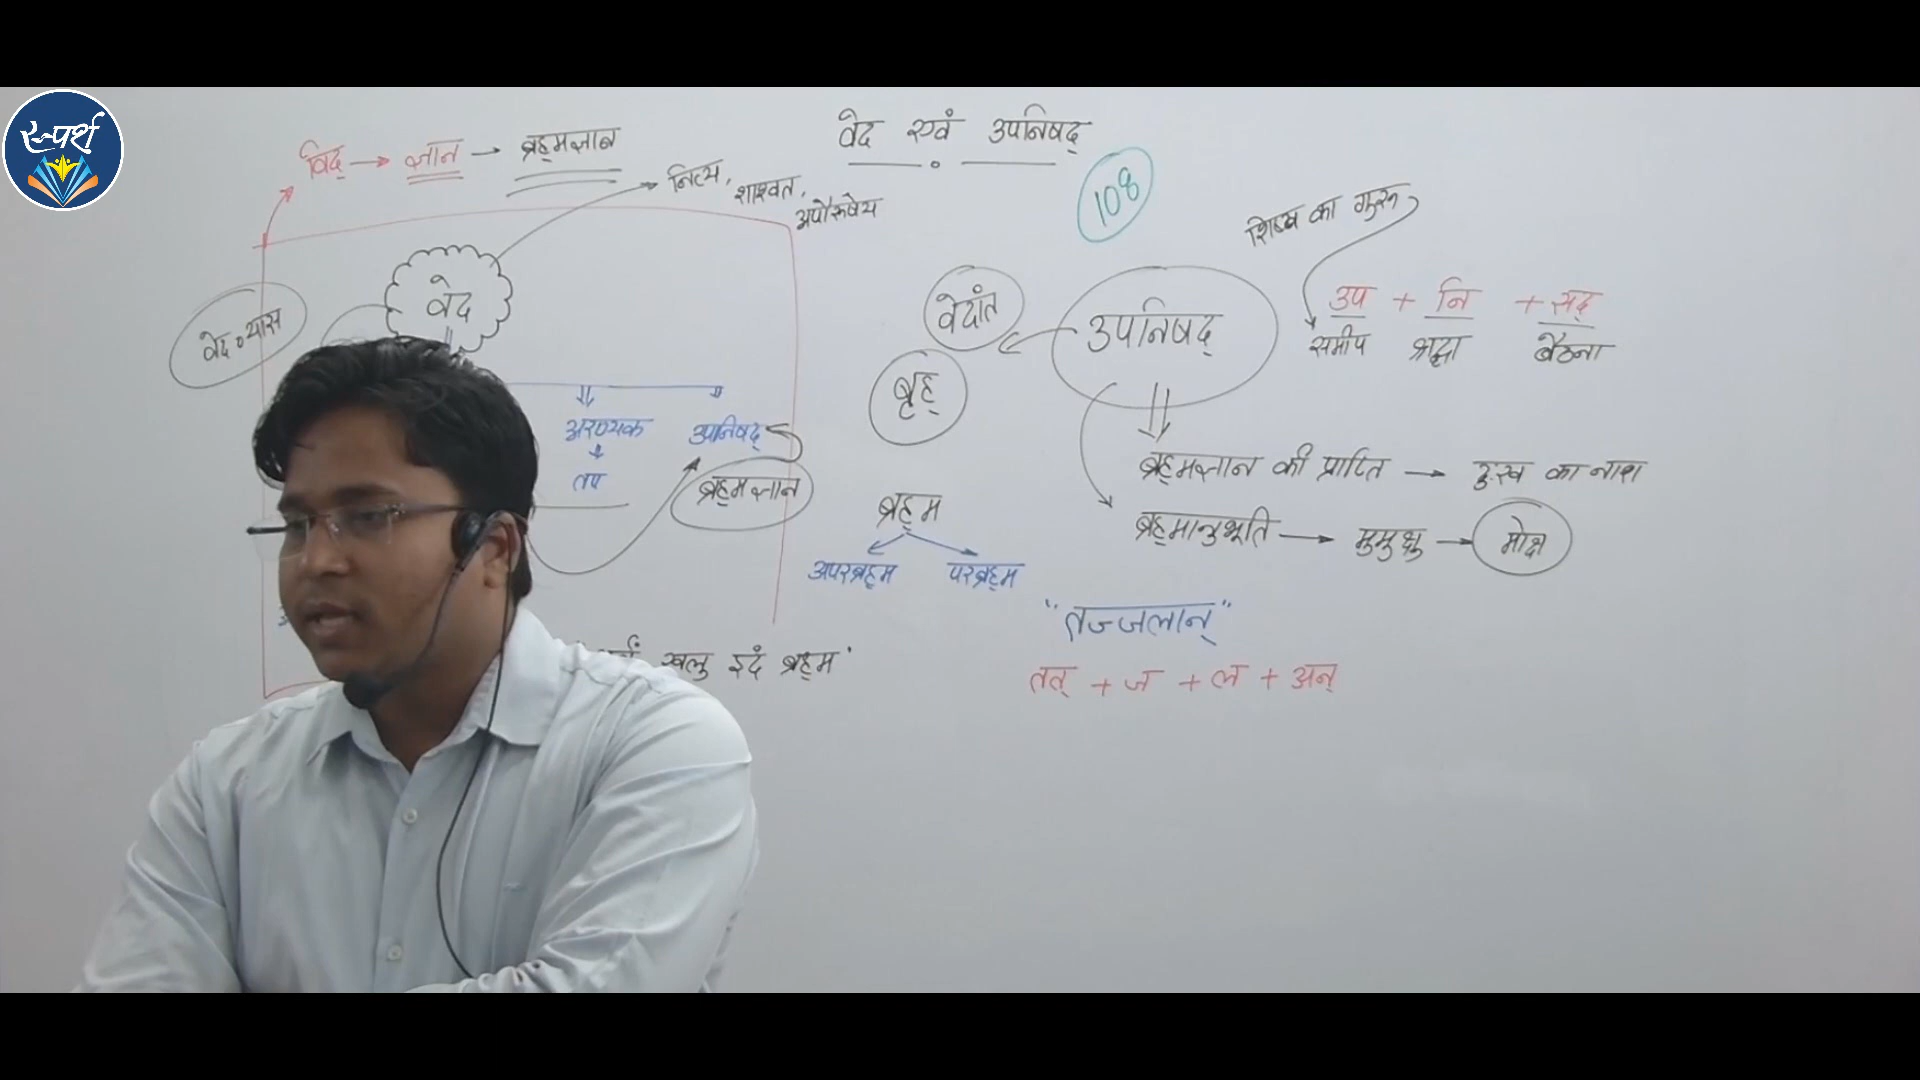 स्पर्श
वेद एवं उपनिषद्
विद् → ज्ञान → ब्रह्मज्ञान
नित्य, शाश्वत, अपौरुषेय
108
शिष्य का गुरु
वेद
वेदव्यास
वेदांत
उपनिषद्
उप + नि + सद्
समीप श्रद्धा बैठना
बृह्
अरण्यक उपनिषद्
तप ब्रह्मज्ञान
ब्रह्मज्ञान की प्राप्ति → दुःख का नाश
ब्रह्म
ब्रह्मानुभूति → मुमुक्षु → मोक्ष
अपरब्रह्म परब्रह्म
"तज्जलान्"
खलु इदं ब्रह्म'
तत् + ज + ल + अन्